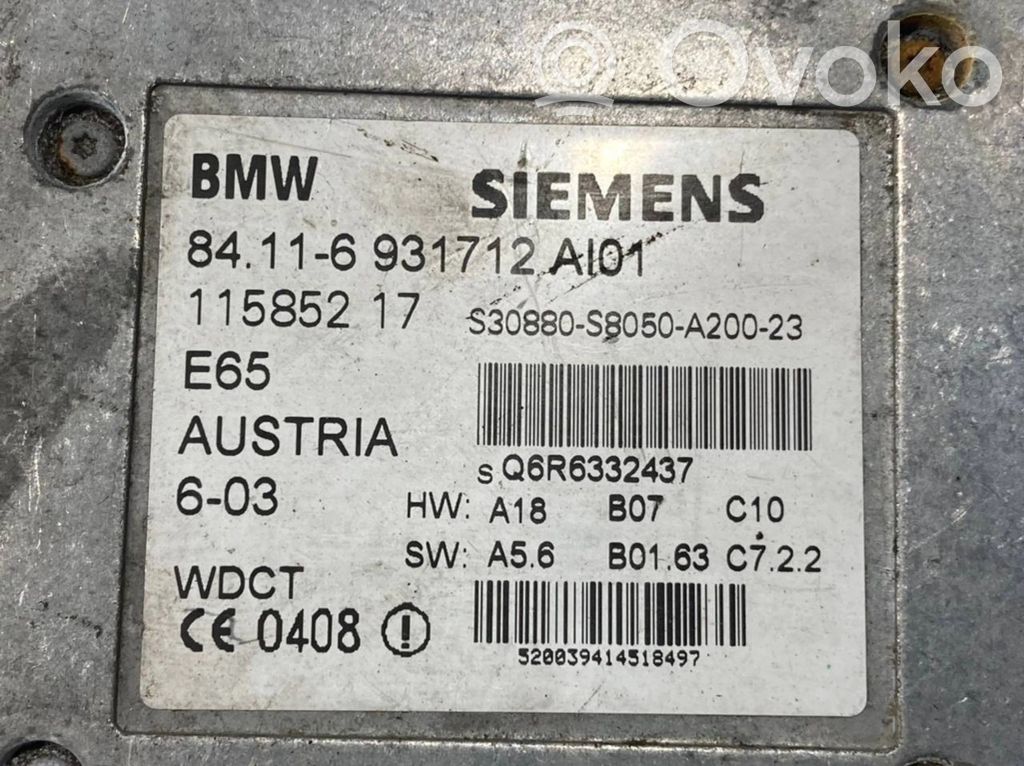 Ovoko
BMW SIEMENS
84.11-6 931712 AI01
115852 17 S30880-S8050-A200-23
E65
AUSTRIA
S Q6R6332437
6-03 HW: A18 B07 C10
SW: A5.6 B01.63 C7.2.2
WDCT
CE 0408
520039414518497